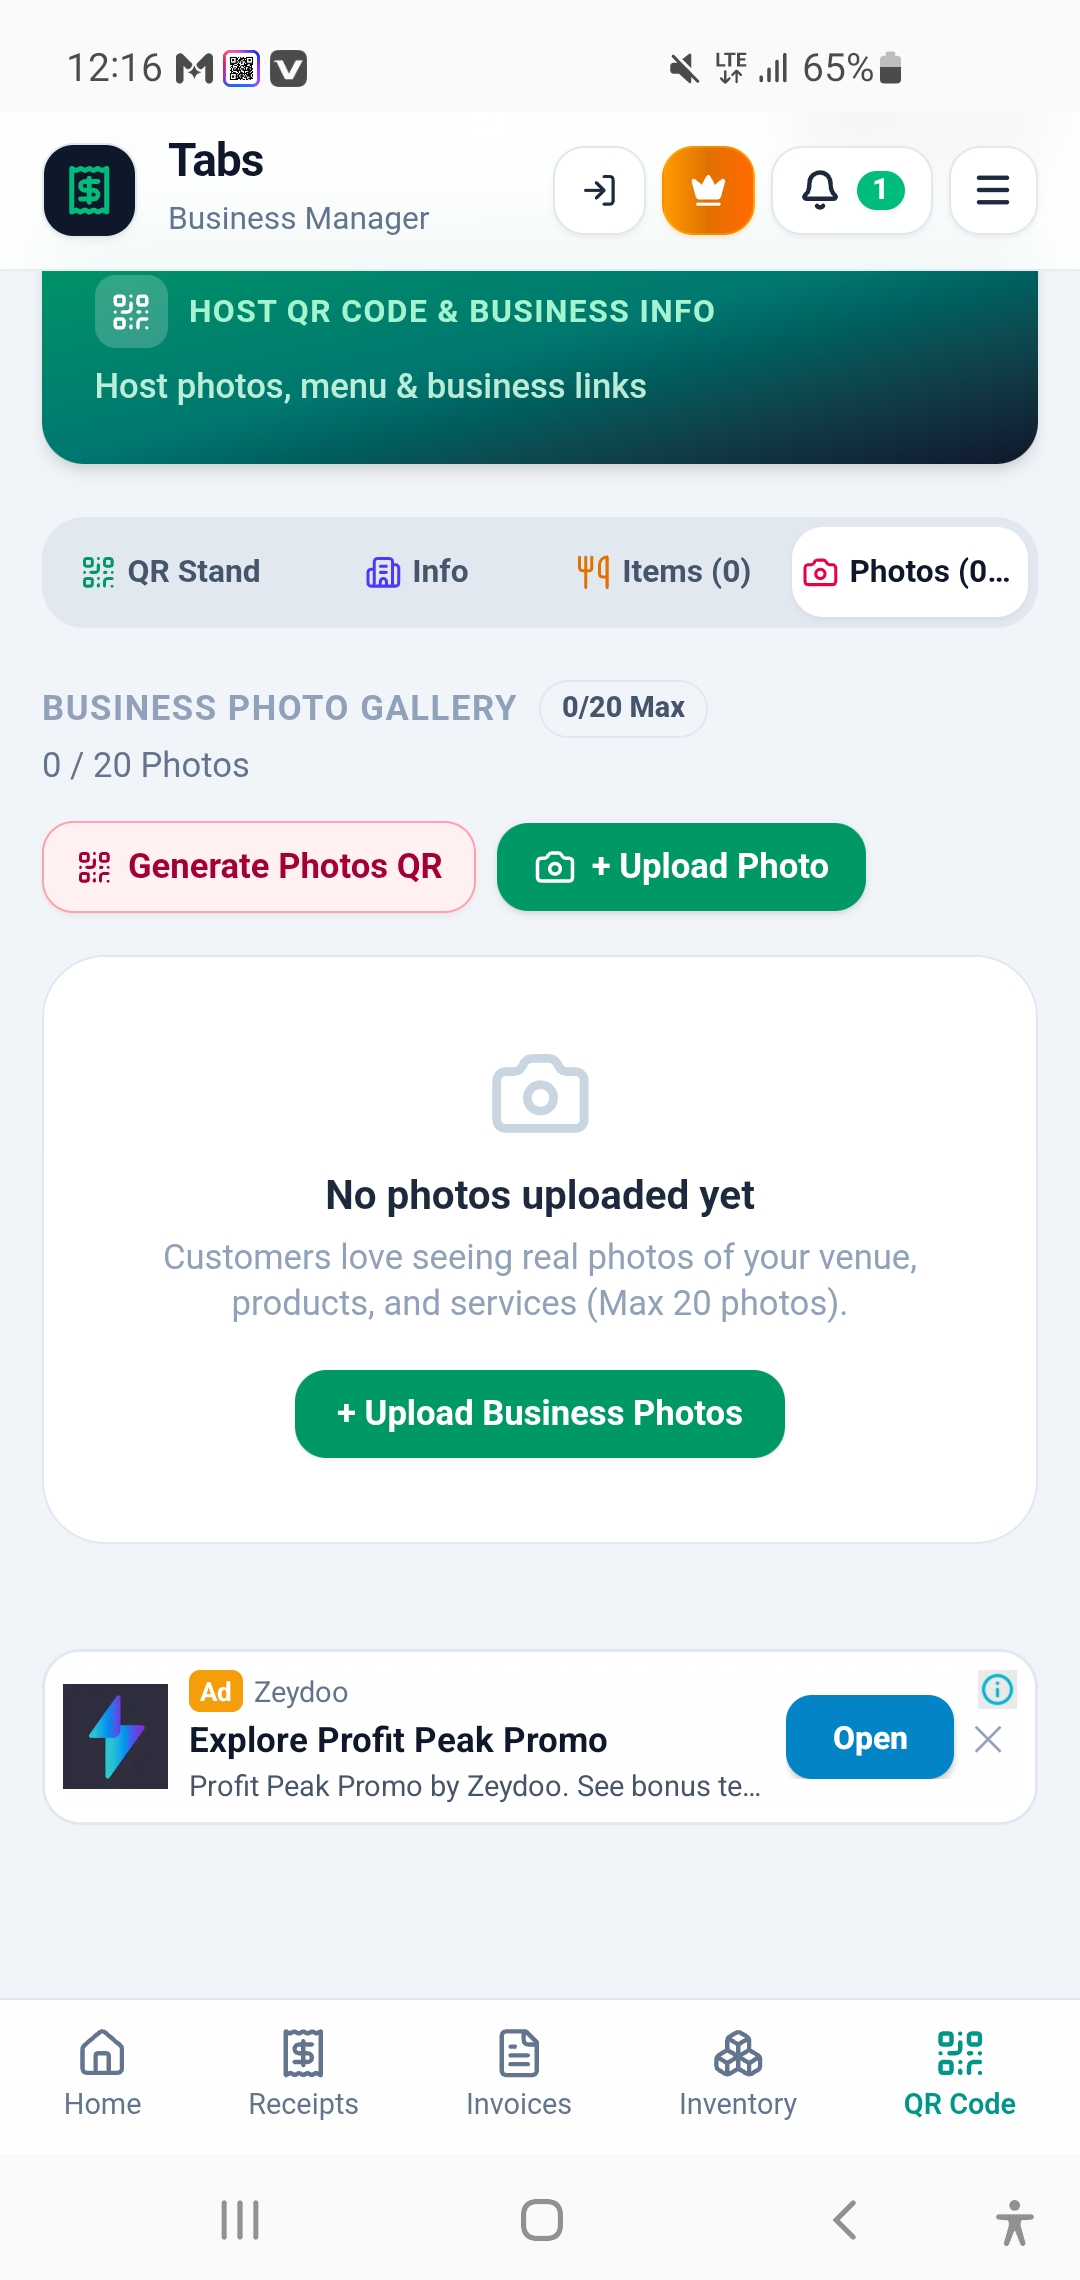 12:16
LTE
65%
Tabs
Business Manager
1
HOST QR CODE & BUSINESS INFO
Host photos, menu & business links
QR Stand
Info
Items (0)
Photos (0...
BUSINESS PHOTO GALLERY
0/20 Max
0 / 20 Photos
Generate Photos QR
+ Upload Photo
No photos uploaded yet
Customers love seeing real photos of your venue,
products, and services (Max 20 photos).
+ Upload Business Photos
Ad Zeydoo
Explore Profit Peak Promo
Profit Peak Promo by Zeydoo. See bonus te...
Open
Home
Receipts
Invoices
Inventory
QR Code